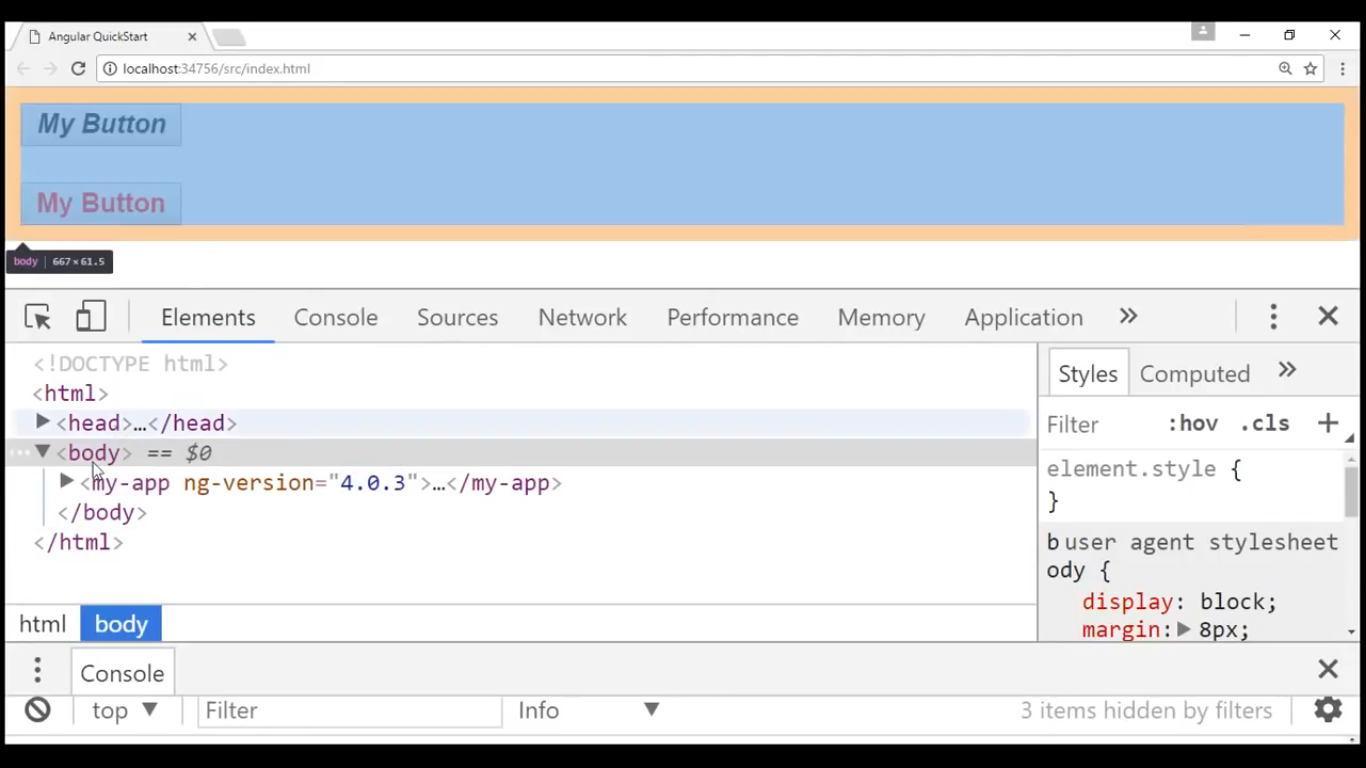 Angular QuickStart
localhost:34756/src/index.html
My Button
My Button
body 667×61.5
Elements Console Sources Network Performance Memory Application »
<!DOCTYPE html>
<html>
<head>…</head>
<body> == $0
<my-app ng-version="4.0.3">…</my-app>
</body>
</html>
html body
Styles Computed »
Filter :hov .cls +
element.style {
}
b user agent stylesheet
ody {
display: block;
margin: 8px;
Console
top Filter Info 3 items hidden by filters